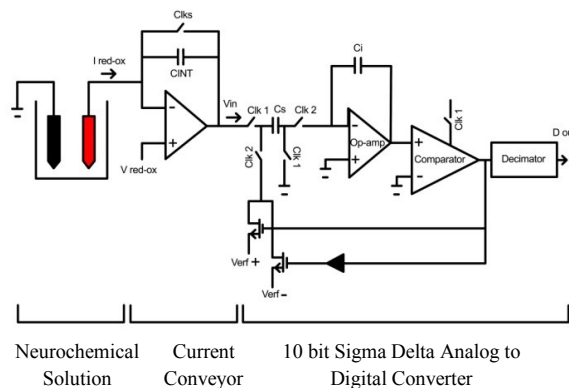 Clks
I red-ox
CINT
Ci
Vin
Clk 1
Cs
Clk 2
Clk 1
D ou
Op-amp
Comparator
Decimator
Clk 2
Clk 1
V red-ox
Verf +
Verf -
Neurochemical
Solution
Current
Conveyor
10 bit Sigma Delta Analog to
Digital Converter